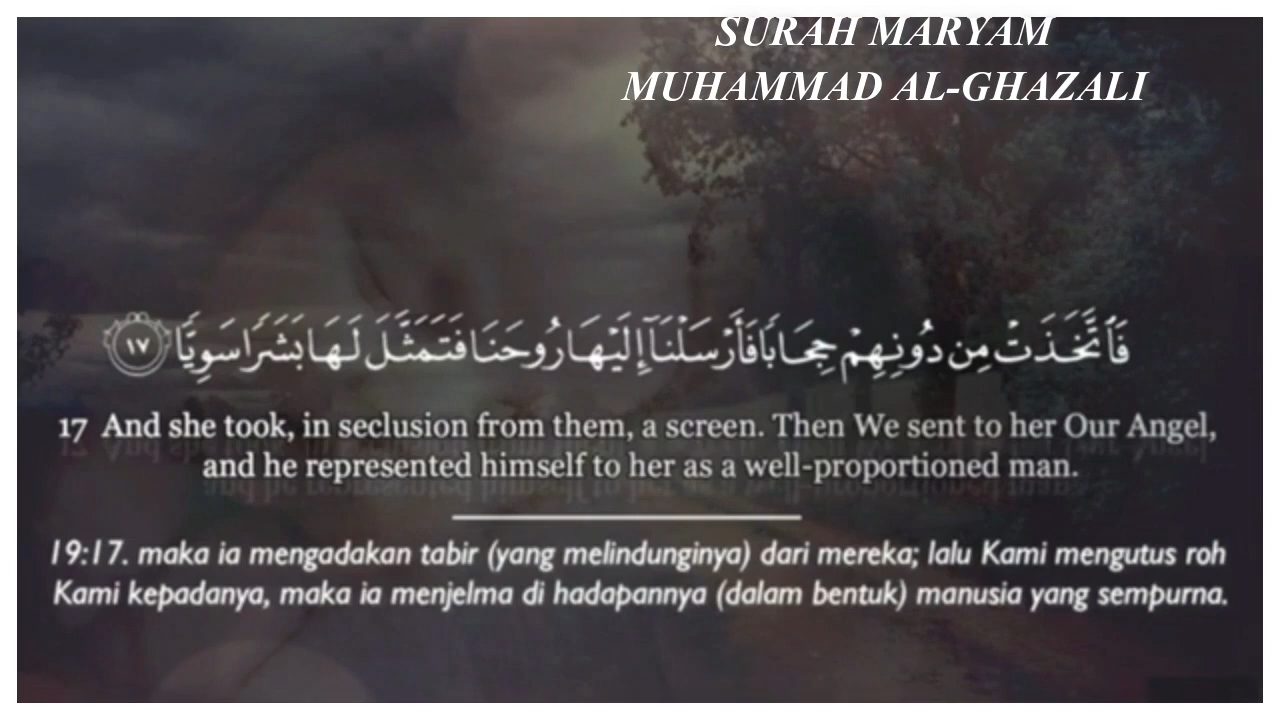 SURAH MARYAM
MUHAMMAD AL-GHAZALI
فَٱتَّخَذَتْ مِن دُونِهِمْ حِجَابًا فَأَرْسَلْنَآ إِلَيْهَا رُوحَنَا فَتَمَثَّلَ لَهَا بَشَرًا سَوِيًّا ١٧
17 And she took, in seclusion from them, a screen. Then We sent to her Our Angel,
and he represented himself to her as a well-proportioned man.
19:17. maka ia mengadakan tabir (yang melindunginya) dari mereka; lalu Kami mengutus roh
Kami kepadanya, maka ia menjelma di hadapannya (dalam bentuk) manusia yang sempurna.